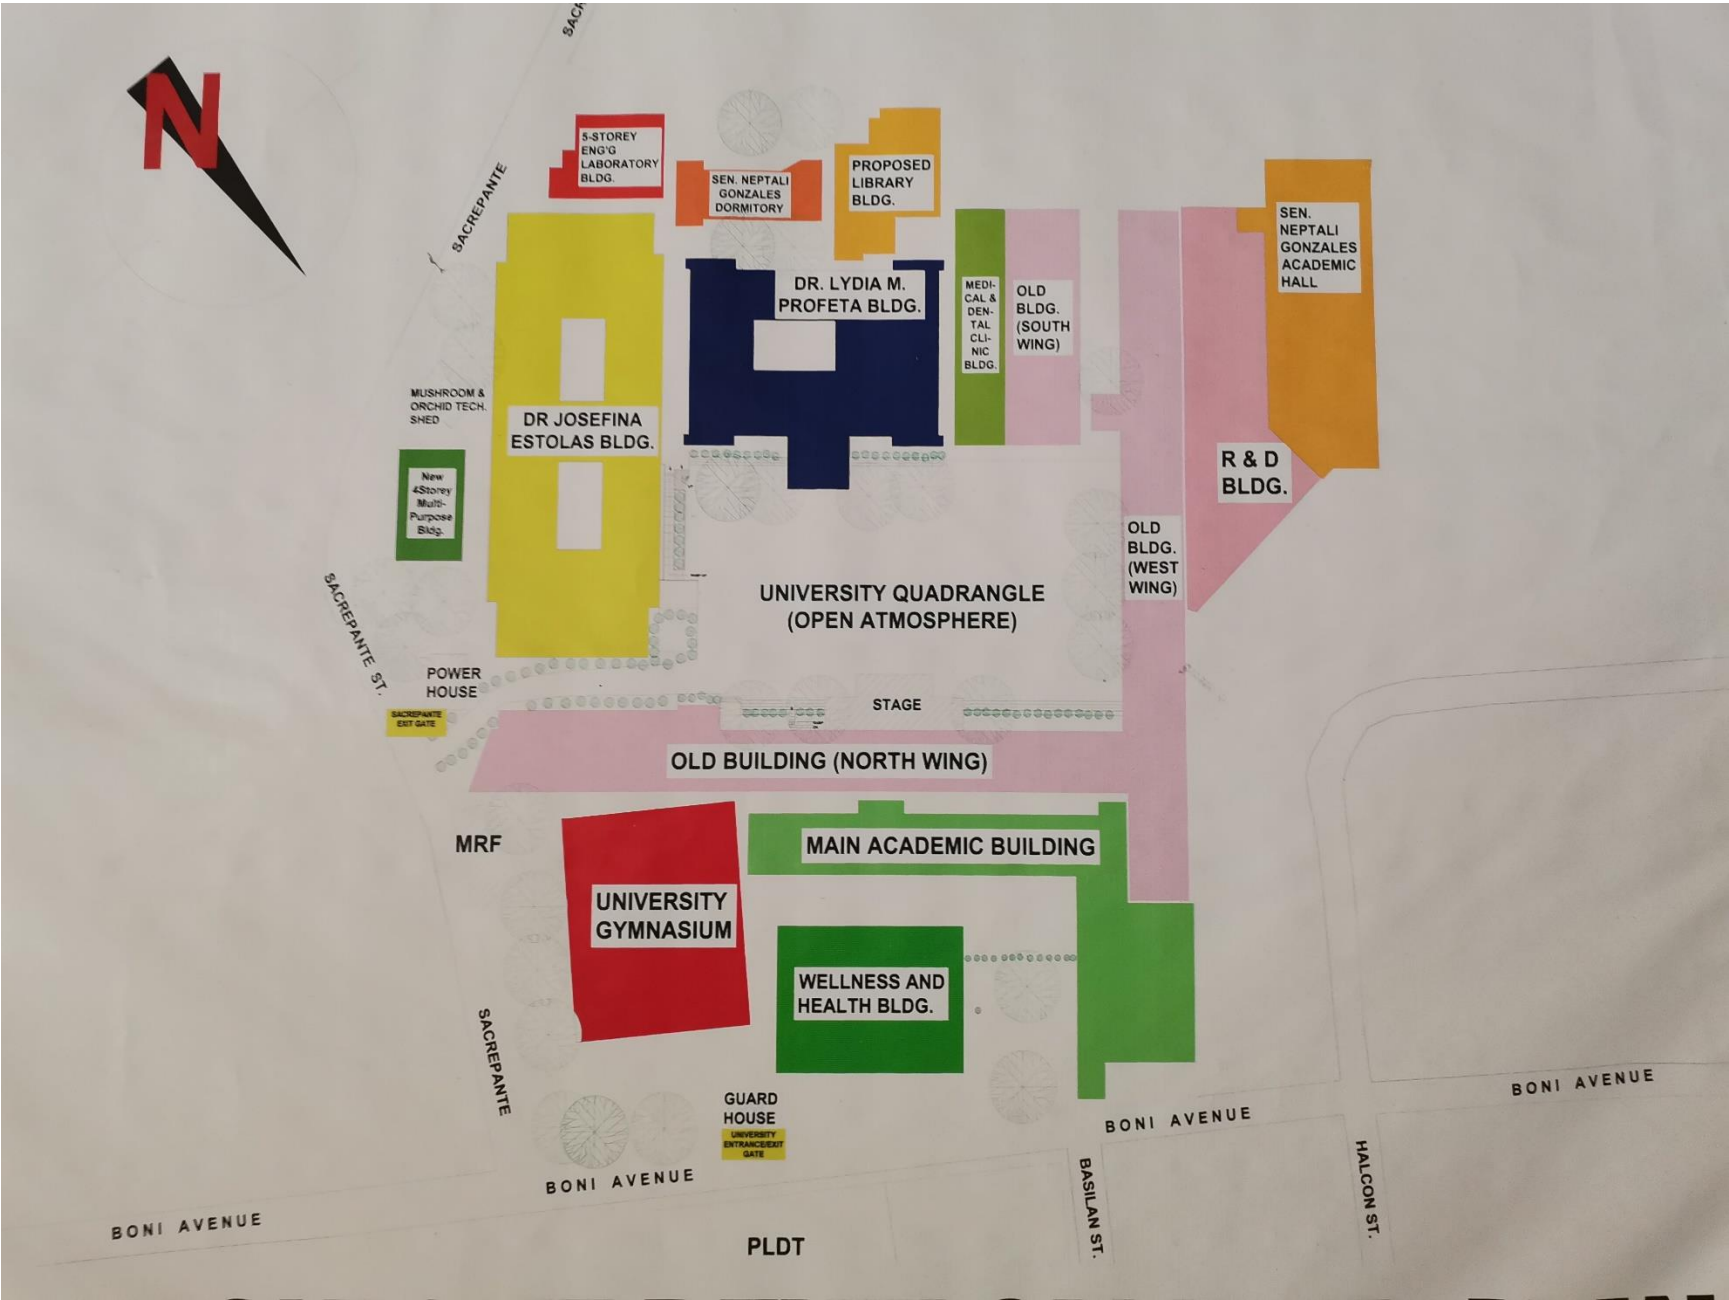 SACR
N
5-STOREY
ENG'G
LABORATORY
BLDG.
SEN. NEPTALI
GONZALES
DORMITORY
PROPOSED
LIBRARY
BLDG.
SACREPANTE
SEN.
NEPTALI
GONZALES
ACADEMIC
HALL
DR. LYDIA M.
PROFETA BLDG.
MEDI-
CAL &
DEN-
TAL
CLI-
NIC
BLDG.
OLD
BLDG.
(SOUTH
WING)
MUSHROOM &
ORCHID TECH.
SHED
DR JOSEFINA
ESTOLAS BLDG.
R & D
BLDG.
New
4Storey
Multi-
Purpose
Bldg.
OLD
BLDG.
(WEST
WING)
UNIVERSITY QUADRANGLE
(OPEN ATMOSPHERE)
SACREPANTE ST.
POWER
HOUSE
SACREPANTE
EXIT GATE
STAGE
OLD BUILDING (NORTH WING)
MRF
MAIN ACADEMIC BUILDING
UNIVERSITY
GYMNASIUM
WELLNESS AND
HEALTH BLDG.
SACREPANTE
GUARD
HOUSE
UNIVERSITY
ENTRANCE/EXIT
GATE
BONI AVENUE
BONI AVENUE
BONI AVENUE
BONI AVENUE
BASILAN ST.
HALCON ST.
PLDT